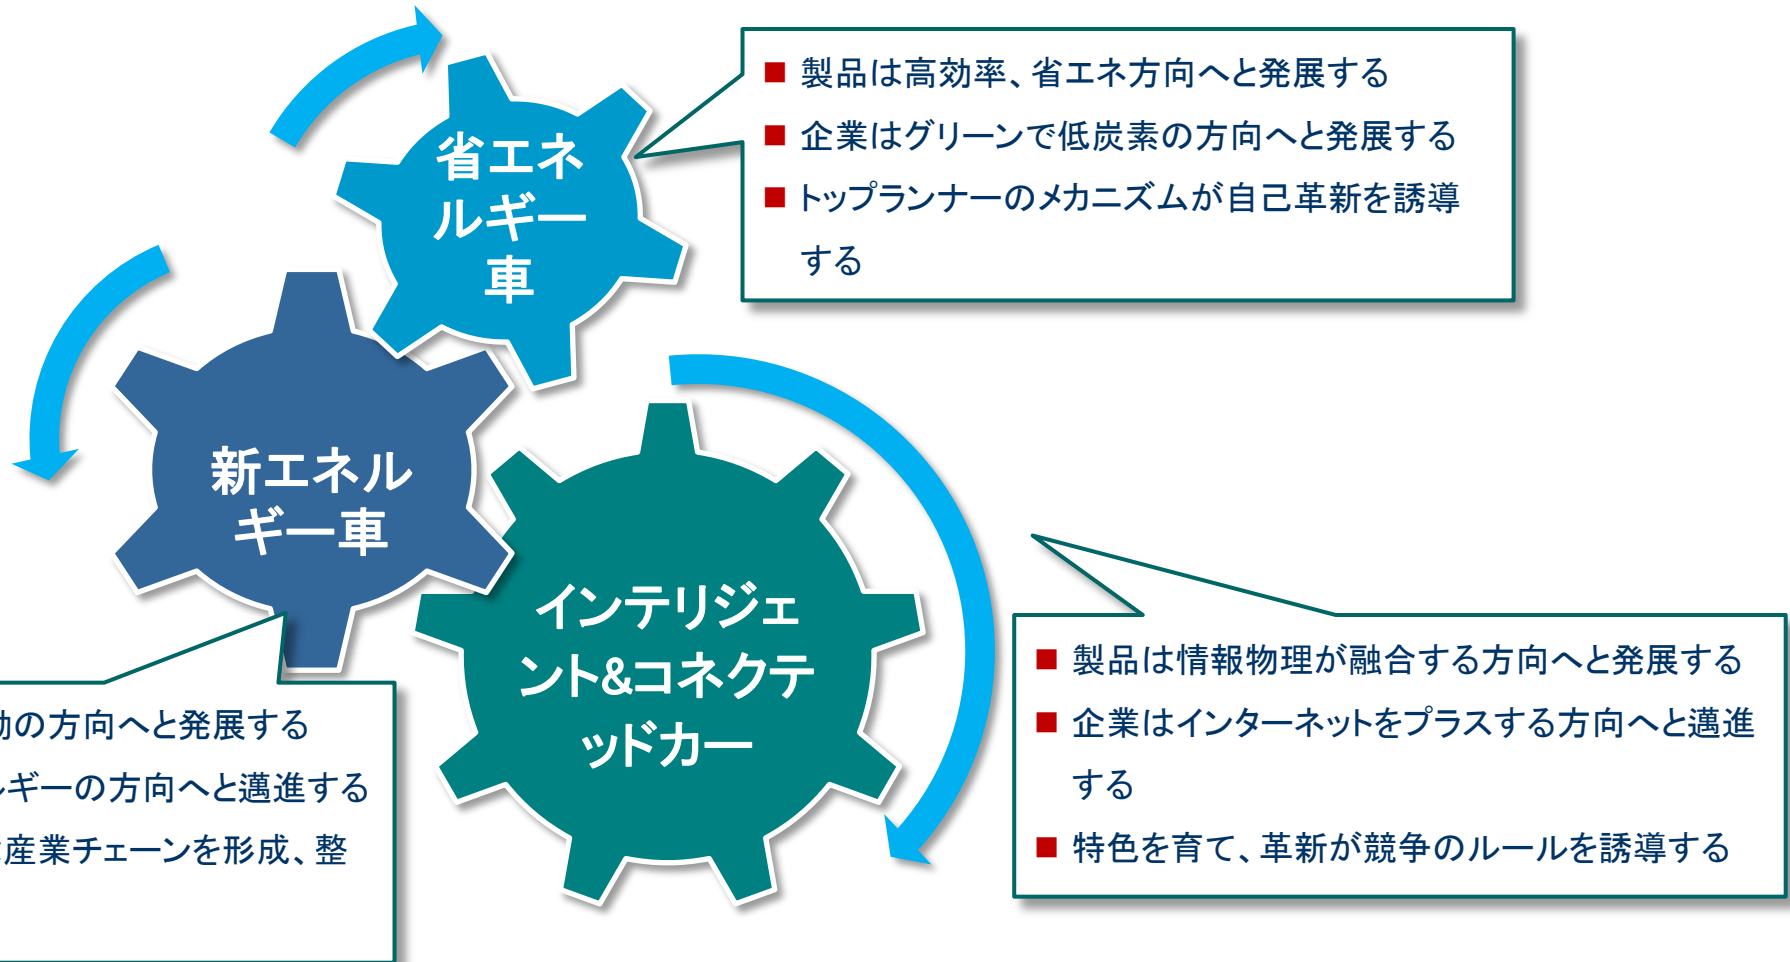 製品は高効率、省エネ方向へと発展する
企業はグリーンで低炭素の方向へと発展する
トップランナーのメカニズムが自己革新を誘導
する
省エネ
ルギー
車
新エネル
ギー車
インテリジェ
ント&コネクテ
ッドカー
の方向へと発展する
ギーの方向へと邁進する
産業チェーンを形成、整
製品は情報物理が融合する方向へと発展する
企業はインターネットをプラスする方向へと邁進
する
特色を育て、革新が競争のルールを誘導する